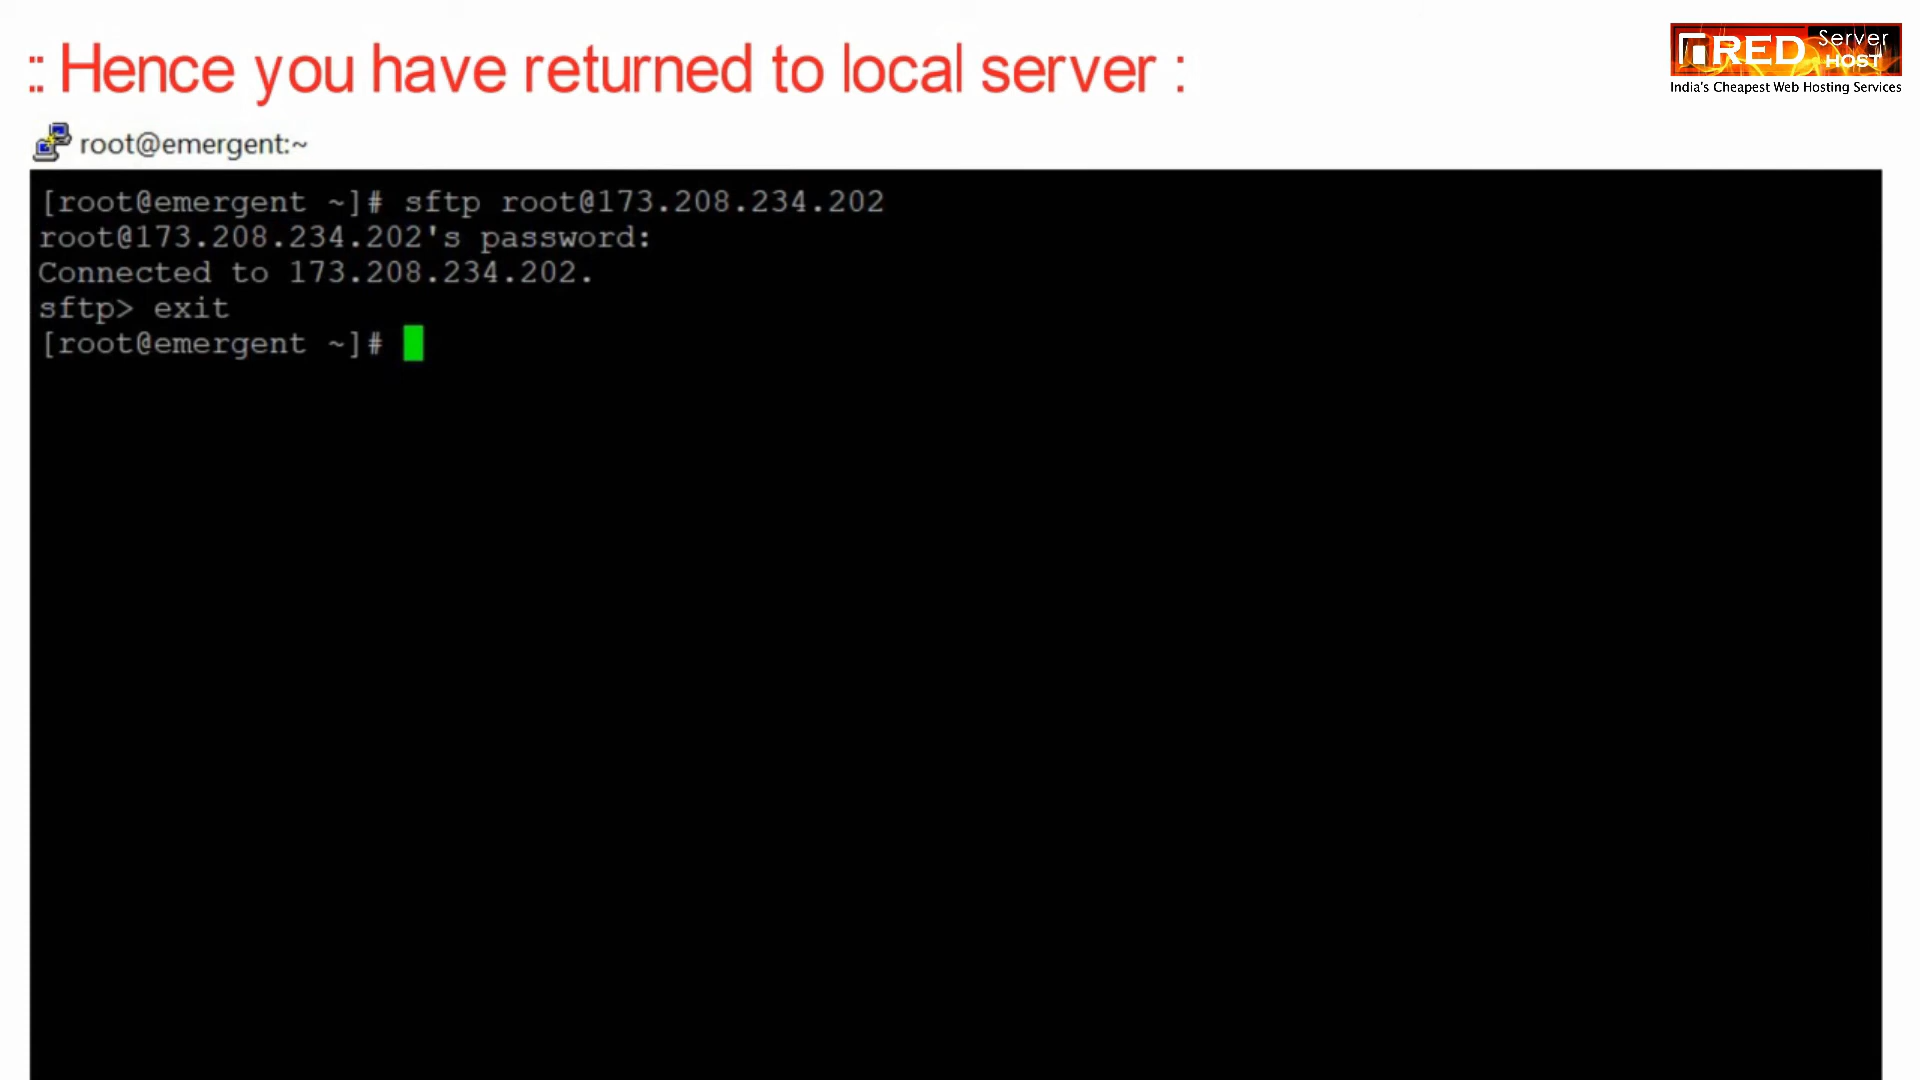 :: Hence you have returned to local server :
RED Server HOST
India's Cheapest Web Hosting Services
root@emergent:~
[root@emergent ~]# sftp root@173.208.234.202
root@173.208.234.202's password:
Connected to 173.208.234.202.
sftp> exit
[root@emergent ~]#